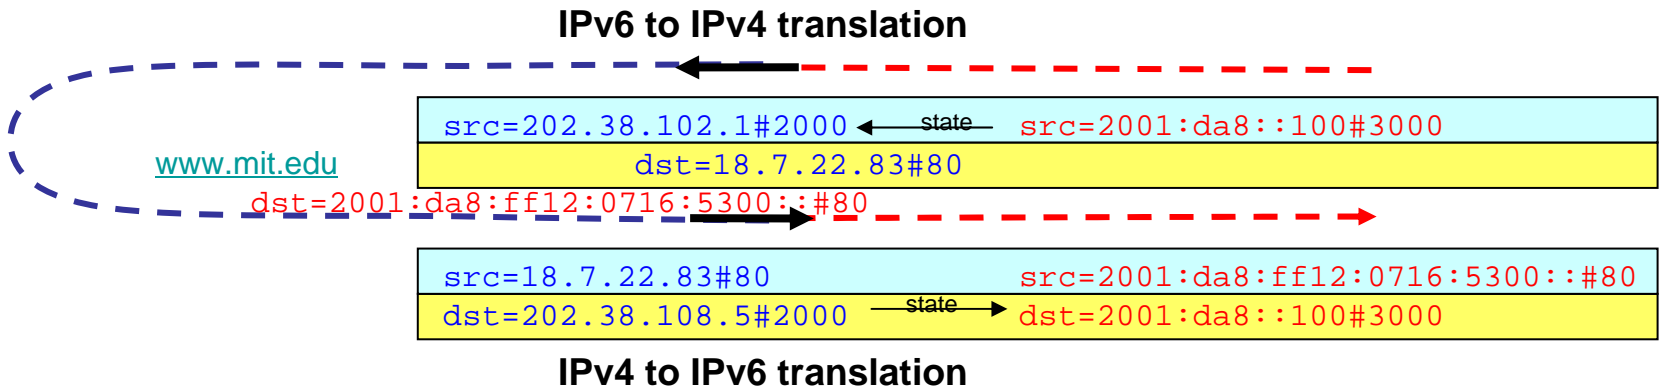 IPv6 to IPv4 translation
src=202.38.102.1#2000 state src=2001:da8::100#3000
www.mit.edu dst=18.7.22.83#80
dst=2001:da8:ff12:0716:5300::#80
src=18.7.22.83#80 src=2001:da8:ff12:0716:5300::#80
dst=202.38.108.5#2000 state dst=2001:da8::100#3000
IPv4 to IPv6 translation